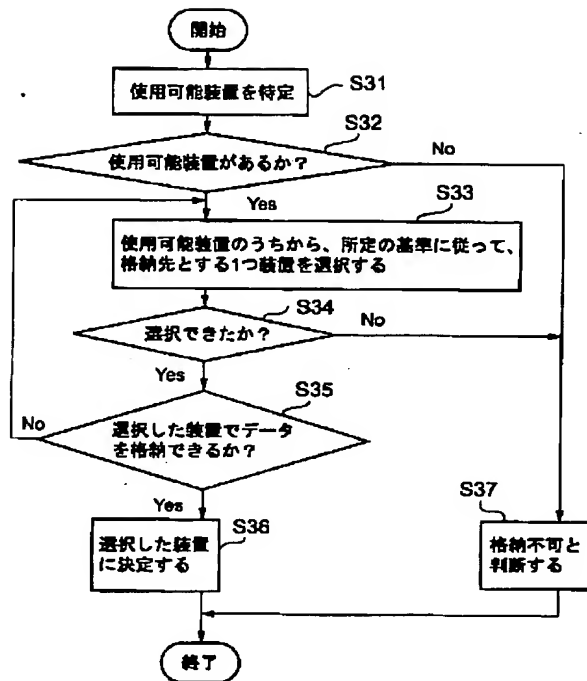 開始
使用可能装置を特定
S31
S32
使用可能装置があるか?
No
Yes
S33
使用可能装置のうちから、所定の基準に従って、
格納先とする1つ装置を選択する
S34
選択できたか?
No
Yes
S35
No
選択した装置でデータ
を格納できるか?
Yes
S36
選択した装置
に決定する
S37
格納不可と
判断する
終了